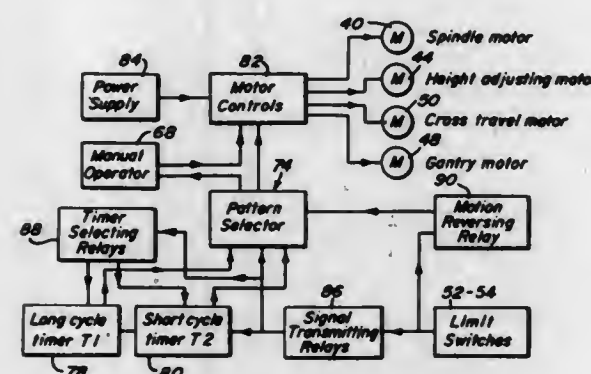 40
Spindle motor
M
84
82
44
Power
Supply
Motor
Controls
M
Height adjusting motor
50
M
Cross travel motor
68
48
Manual
Operator
M
Gantry motor
74
90
88
Timer
Selecting
Relays
Pattern
Selector
Motion
Reversing
Relay
86
52-54
Long cycle
timer T1
Short cycle
timer T2
Signal
Transmitting
Relays
Limit
Switches
78
80